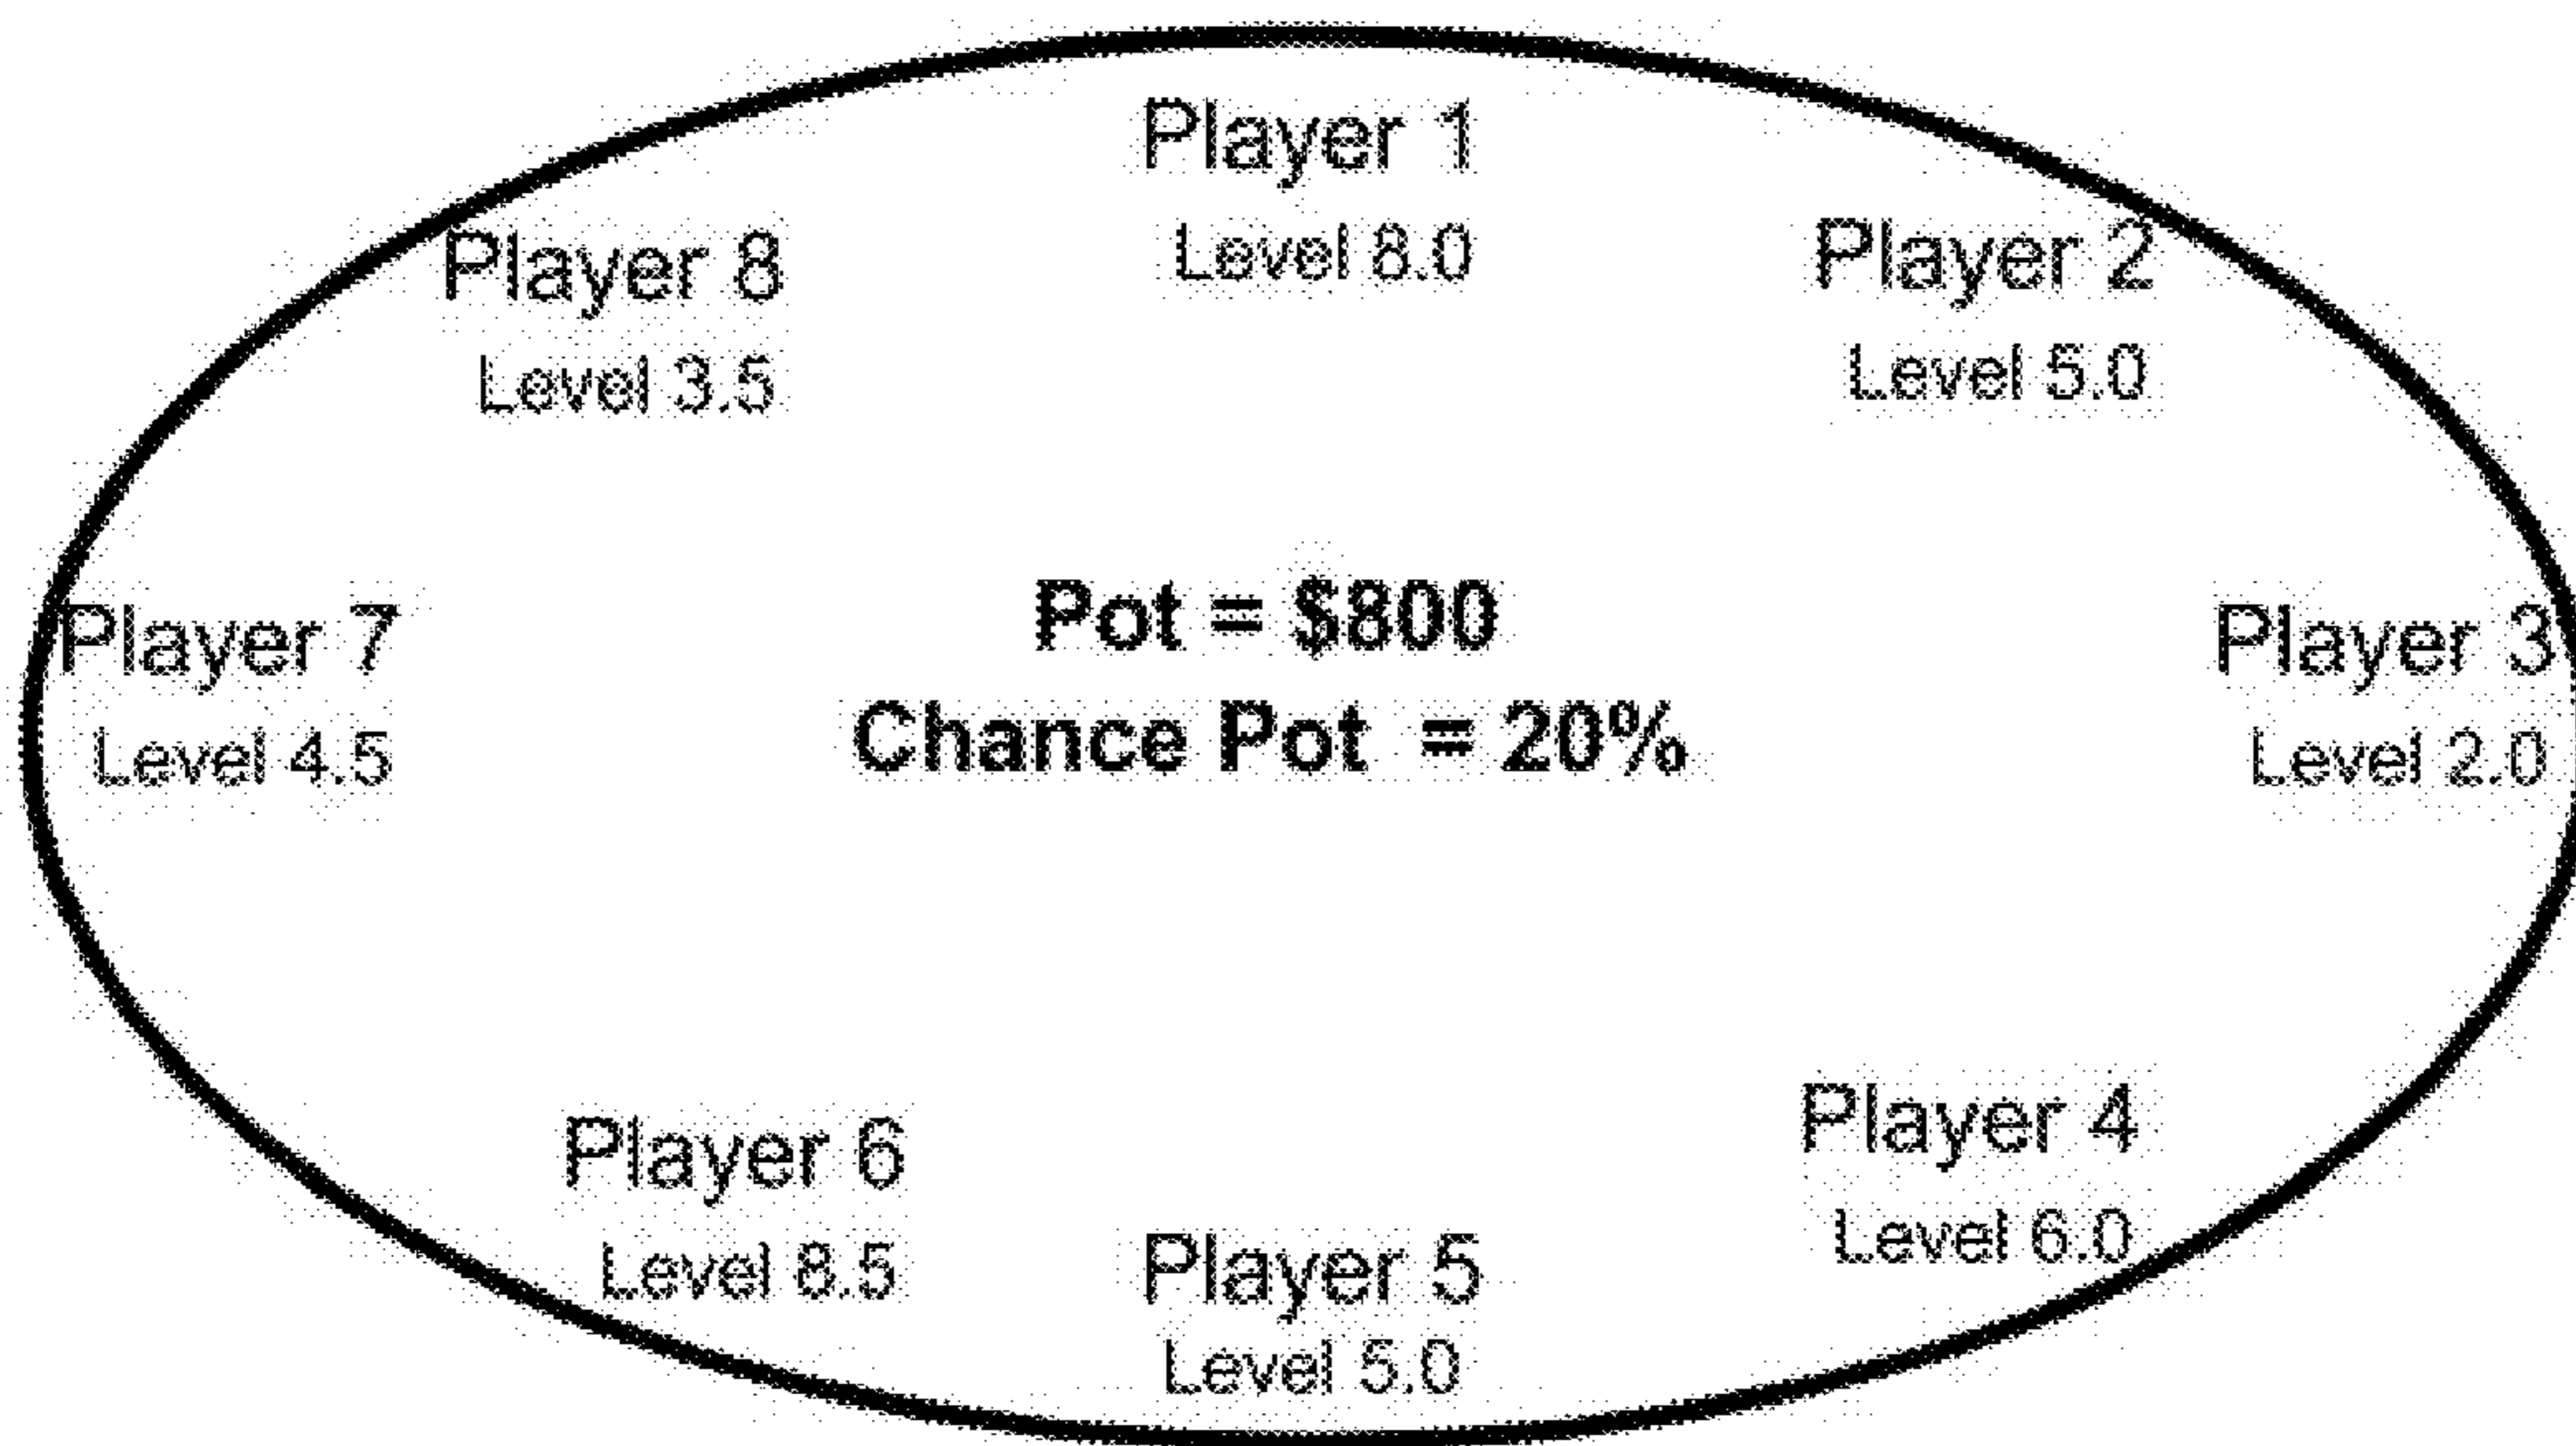 Player 1
Level 8.0
Player 8
Level 3.5
Player 2
Level 5.0
Pot = $800
Chance Pot = 20%
Player 7
Level 4.5
Player 3
Level 2.0
Player 6
Level 8.5
Player 5
Level 5.0
Player 4
Level 6.0